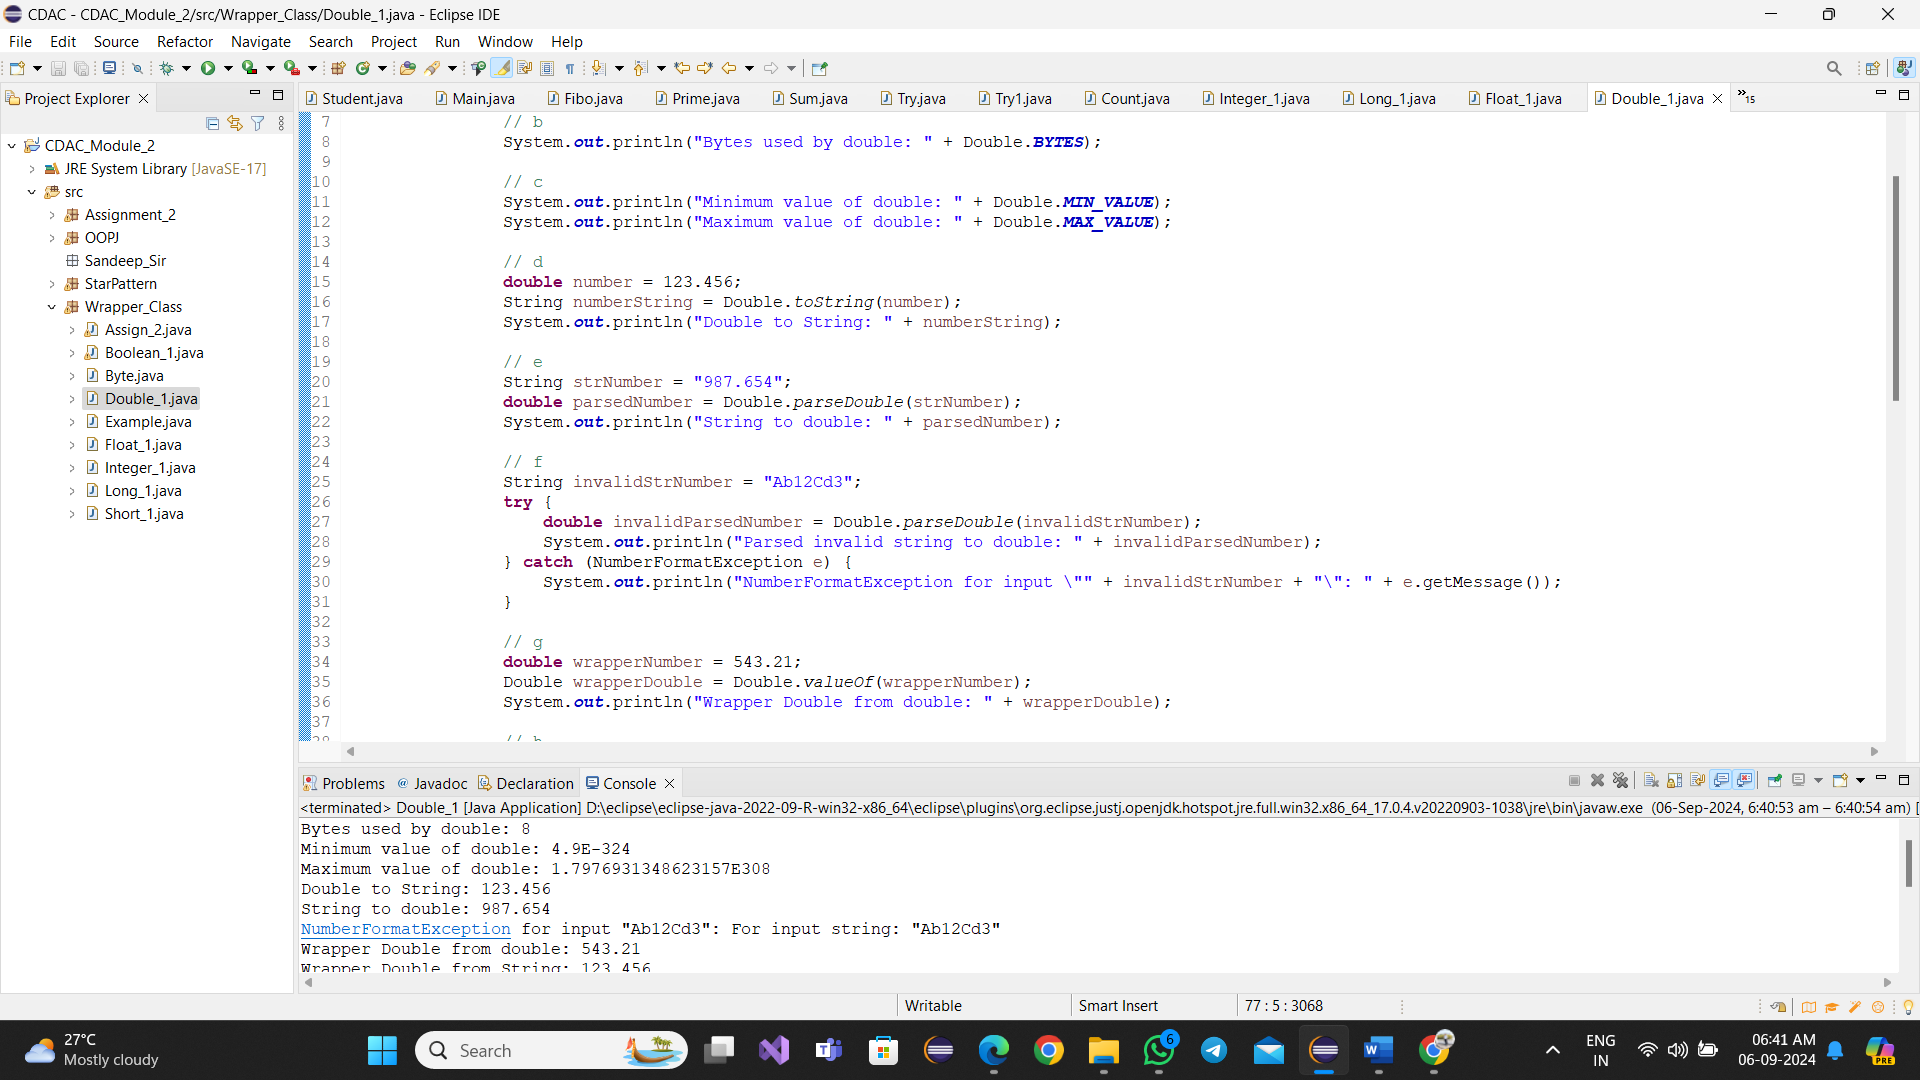 CDAC - CDAC_Module_2/src/Wrapper_Class/Double_1.java - Eclipse IDE
File Edit Source Refactor Navigate Search Project Run Window Help
Project Explorer
Student.java Main.java Fibo.java Prime.java Sum.java Try.java Try1.java Count.java Integer_1.java Long_1.java Float_1.java Double_1.java 15
CDAC_Module_2
JRE System Library [JavaSE-17]
src
Assignment_2
OOPJ
Sandeep_Sir
StarPattern
Wrapper_Class
Assign_2.java
Boolean_1.java
Byte.java
Double_1.java
Example.java
Float_1.java
Integer_1.java
Long_1.java
Short_1.java
7 // b
8 System.out.println("Bytes used by double: " + Double.BYTES);
9
10 // c
11 System.out.println("Minimum value of double: " + Double.MIN_VALUE);
12 System.out.println("Maximum value of double: " + Double.MAX_VALUE);
13
14 // d
15 double number = 123.456;
16 String numberString = Double.toString(number);
17 System.out.println("Double to String: " + numberString);
18
19 // e
20 String strNumber = "987.654";
21 double parsedNumber = Double.parseDouble(strNumber);
22 System.out.println("String to double: " + parsedNumber);
23
24 // f
25 String invalidStrNumber = "Ab12Cd3";
26 try {
27 double invalidParsedNumber = Double.parseDouble(invalidStrNumber);
28 System.out.println("Parsed invalid string to double: " + invalidParsedNumber);
29 } catch (NumberFormatException e) {
30 System.out.println("NumberFormatException for input \"" + invalidStrNumber + "\": " + e.getMessage());
31 }
32
33 // g
34 double wrapperNumber = 543.21;
35 Double wrapperDouble = Double.valueOf(wrapperNumber);
36 System.out.println("Wrapper Double from double: " + wrapperDouble);
37
38 // h
Problems Javadoc Declaration Console
<terminated> Double_1 [Java Application] D:\eclipse\eclipse-java-2022-09-R-win32-x86_64\eclipse\plugins\org.eclipse.justj.openjdk.hotspot.jre.full.win32.x86_64_17.0.4.v20220903-1038\jre\bin\javaw.exe (06-Sep-2024, 6:40:53 am – 6:40:54 am) [
Bytes used by double: 8
Minimum value of double: 4.9E-324
Maximum value of double: 1.7976931348623157E308
Double to String: 123.456
String to double: 987.654
NumberFormatException for input "Ab12Cd3": For input string: "Ab12Cd3"
Wrapper Double from double: 543.21
Wrapper Double from String: 123.456
Writable Smart Insert 77 : 5 : 3068
27°C
Mostly cloudy
Search
6
ENG
IN
06:41 AM
06-09-2024
PRE